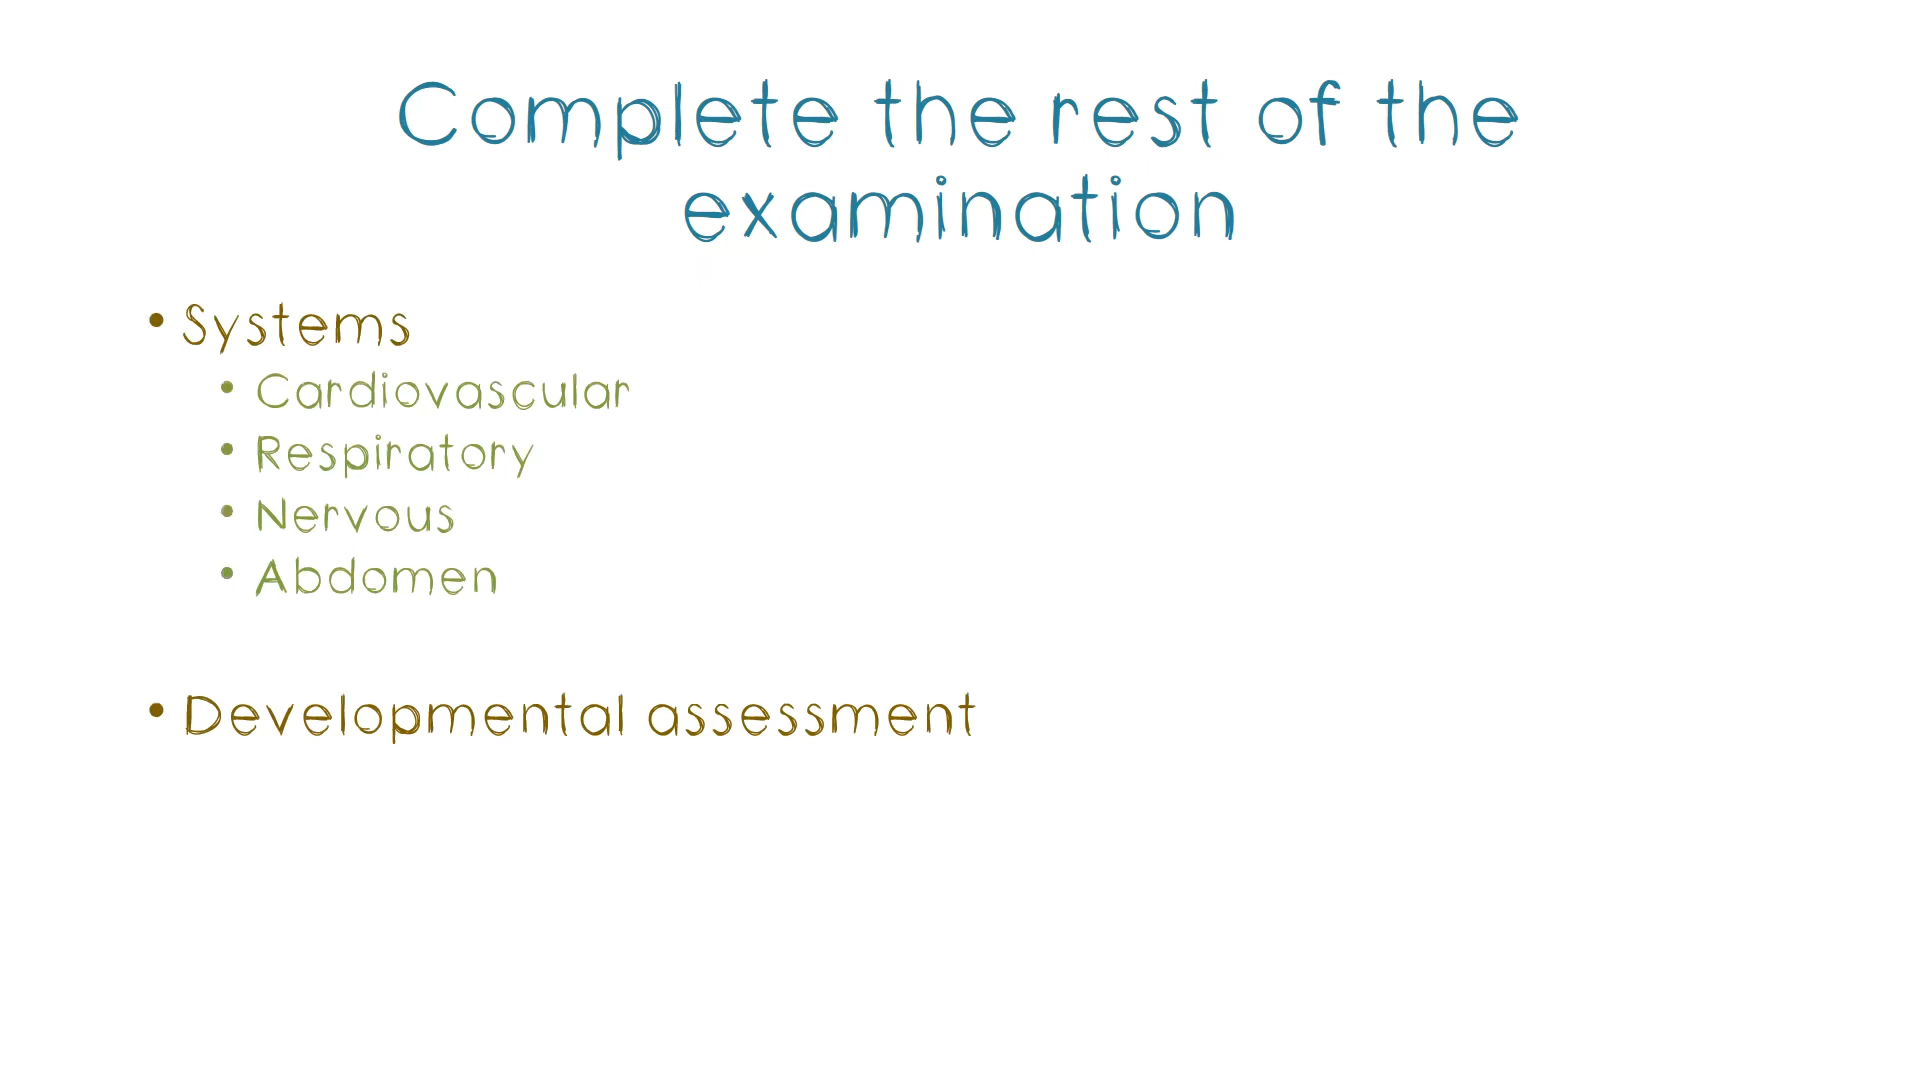 Complete the rest of the
examination
• Systems
• Cardiovascular
• Respiratory
• Nervous
• Abdomen
• Developmental assessment